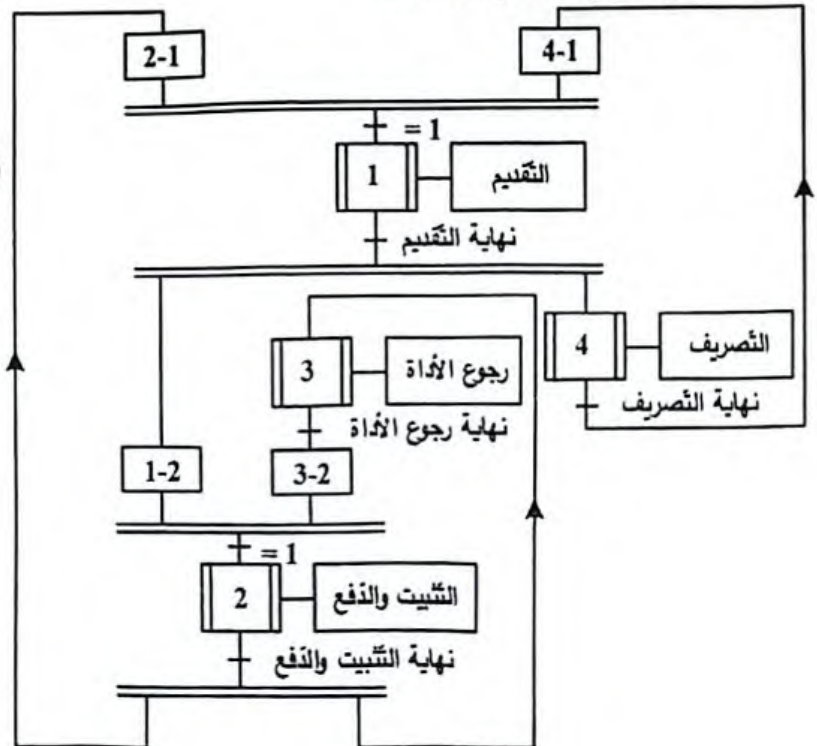 2-1
4-1
= 1
1
التقديم
نهاية التقديم
3
رجوع الأداة
4
التصريف
نهاية رجوع الأداة
نهاية التصريف
1-2
3-2
= 1
2
التثبيت والدفع
نهاية التثبيت والدفع